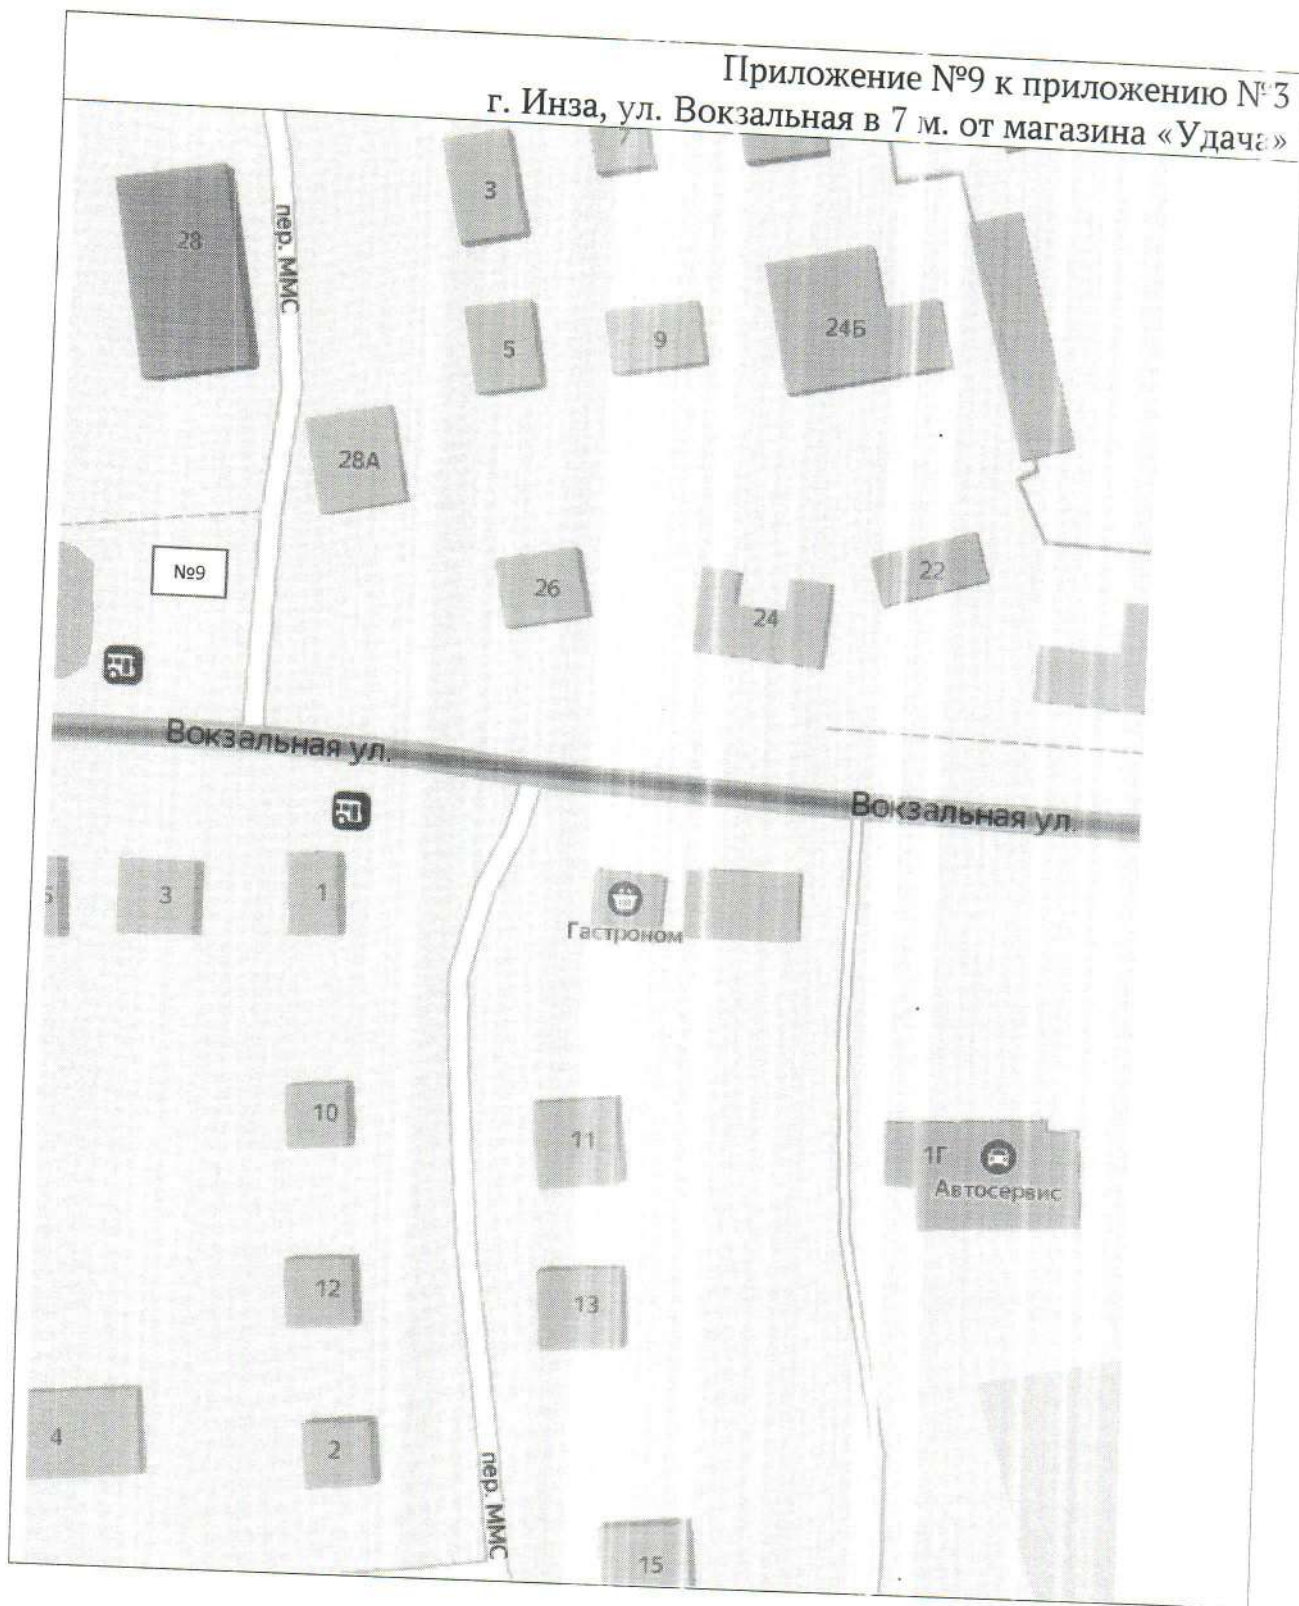 Приложение №9 к приложению №3
г. Инза, ул. Вокзальная в 7 м. от магазина «Удача»
7
28
пер. ММС
3
5
9
24Б
28А
№9
26
24
22
Вокзальная ул.
Вокзальная ул.
5
3
1
Гастроном
10
11
1Г
Автосервис
12
13
4
2
пер. ММС
15